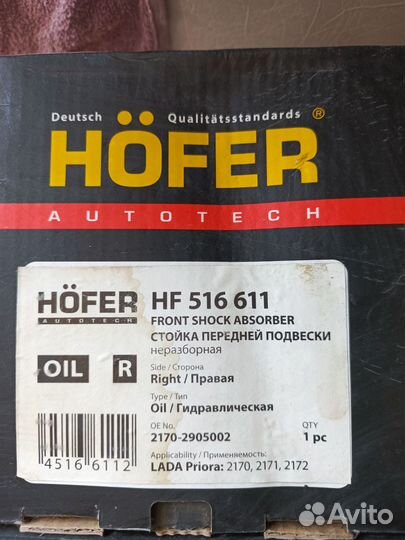 Deutsch Qualitätsstandards ®
HÖFER
AUTOTECH
HÖFER
AUTOTECH
HF 516 611
FRONT SHOCK ABSORBER
СТОЙКА ПЕРЕДНЕЙ ПОДВЕСКИ
неразборная
OIL R
Side / Сторона
Right / Правая
Type / Тип
Oil / Гидравлическая
OE No.
2170-2905002
QTY
1 pc
Applicability / Применяемость:
LADA Priora: 2170, 2171, 2172
4516 6112
Avito